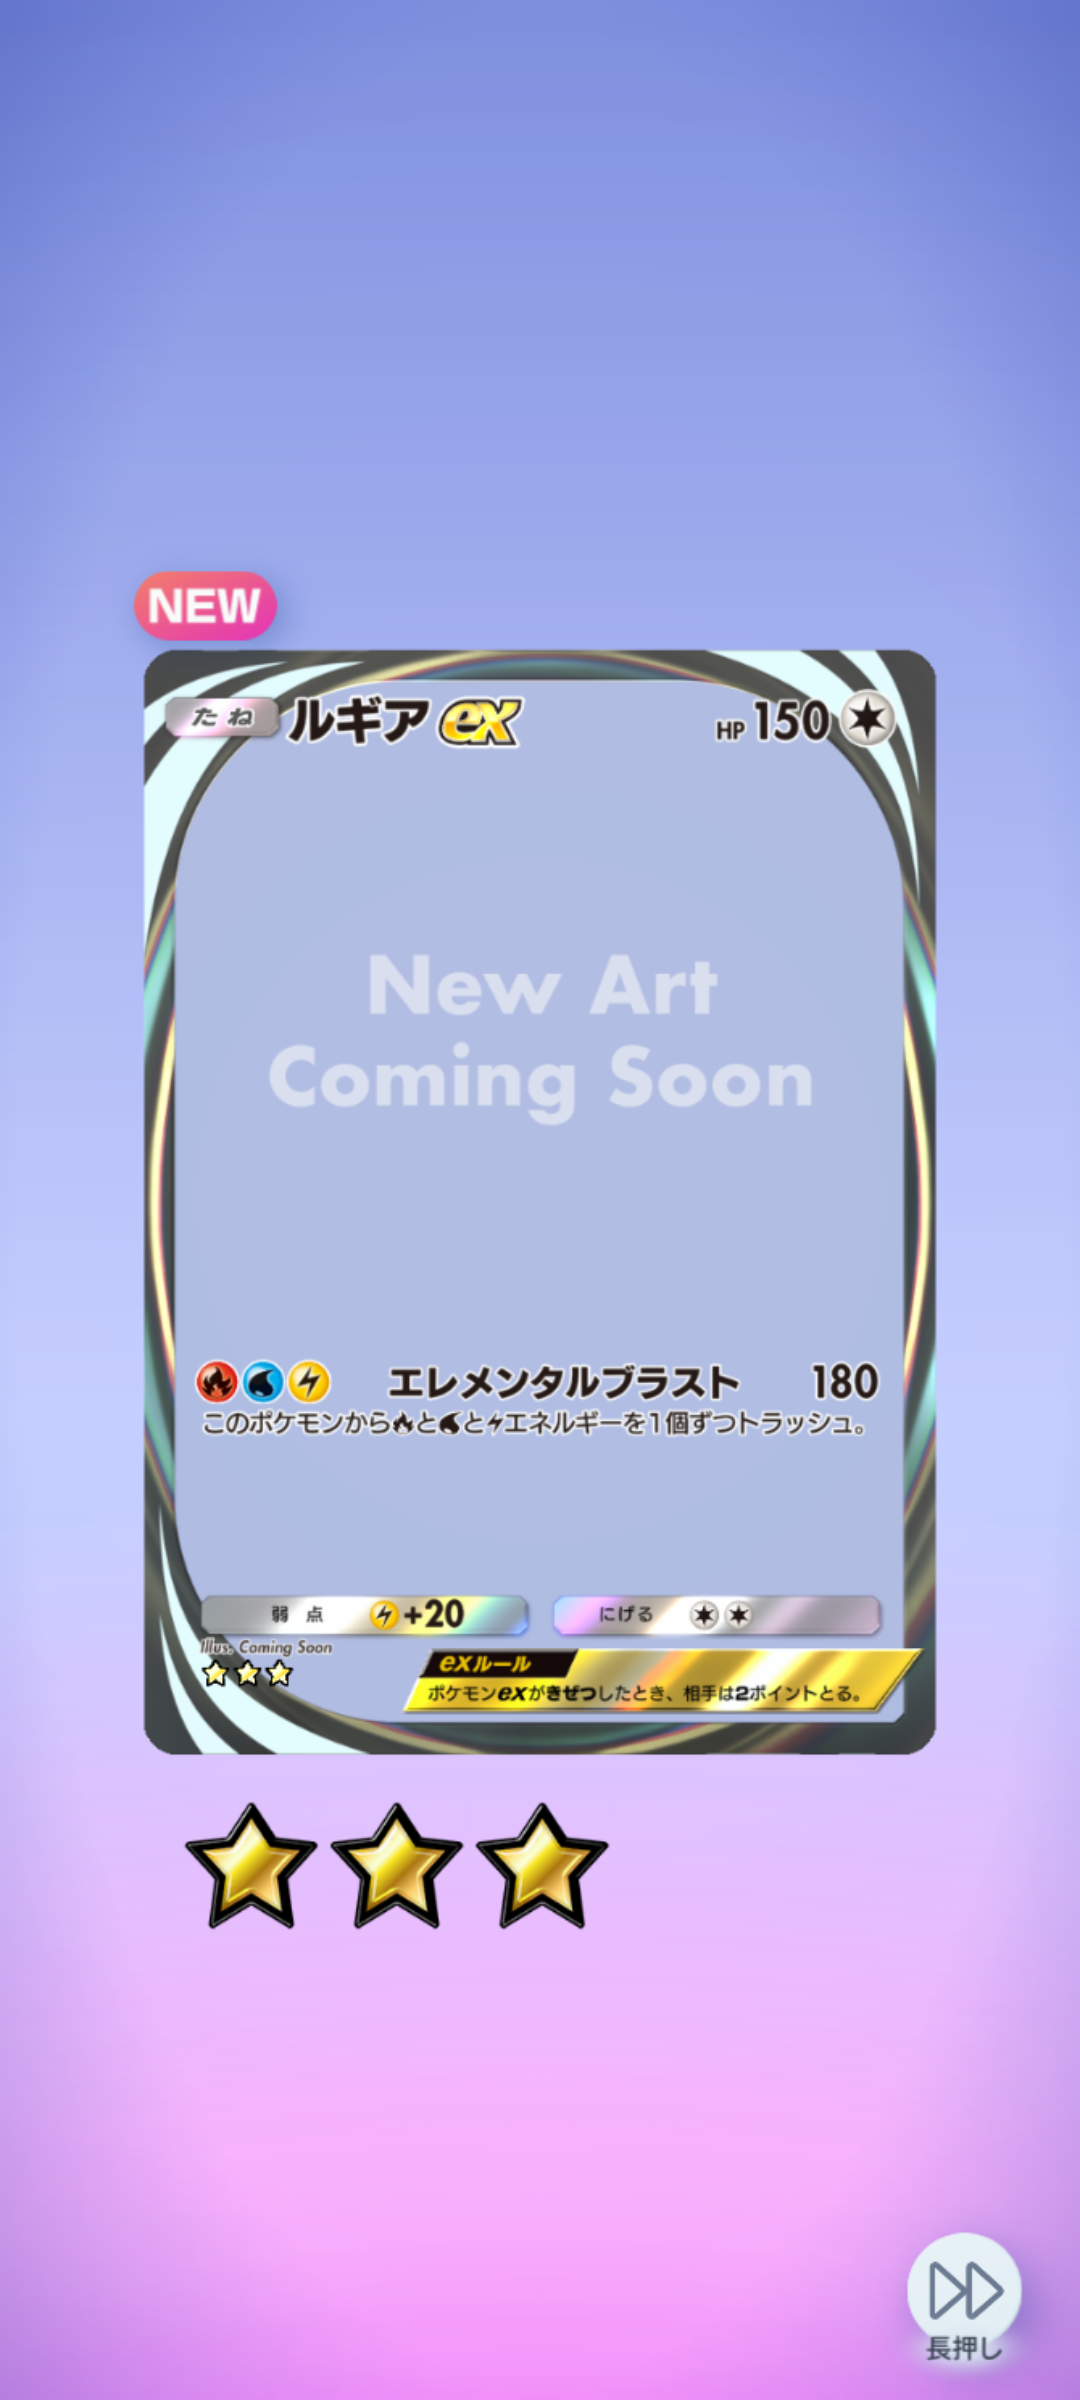 NEW
たね ルギアex HP 150
New Art
Coming Soon
エレメンタルブラスト 180
このポケモンからととエネルギーを1個ずつトラッシュ。
弱点 +20 にげる
Illus. Coming Soon
exルール
ポケモンexがきぜつしたとき、相手は2ポイントとる。
長押し